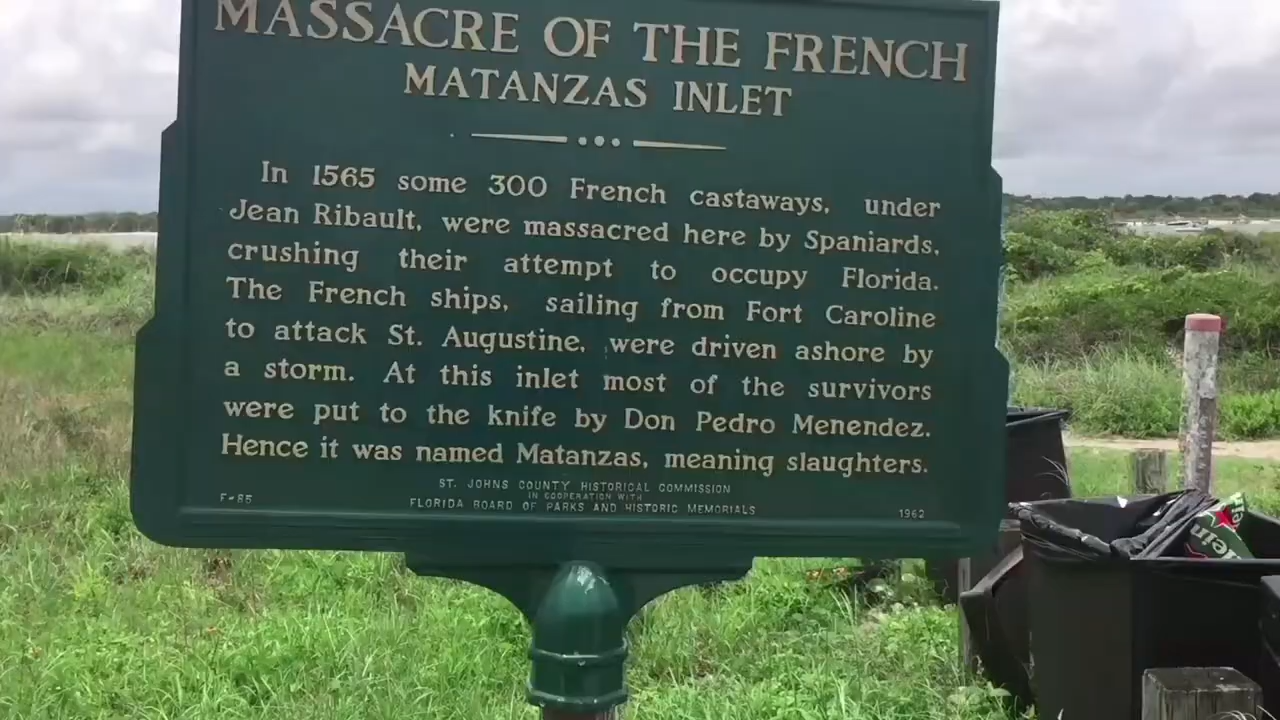 MASSACRE OF THE FRENCH
MATANZAS INLET
In 1565 some 300 French castaways, under
Jean Ribault, were massacred here by Spaniards,
crushing their attempt to occupy Florida.
The French ships, sailing from Fort Caroline
to attack St. Augustine, were driven ashore by
a storm. At this inlet most of the survivors
were put to the knife by Don Pedro Menendez.
Hence it was named Matanzas, meaning slaughters.
ST. JOHNS COUNTY HISTORICAL COMMISSION
IN COOPERATION WITH
F-85 FLORIDA BOARD OF PARKS AND HISTORIC MEMORIALS 1962